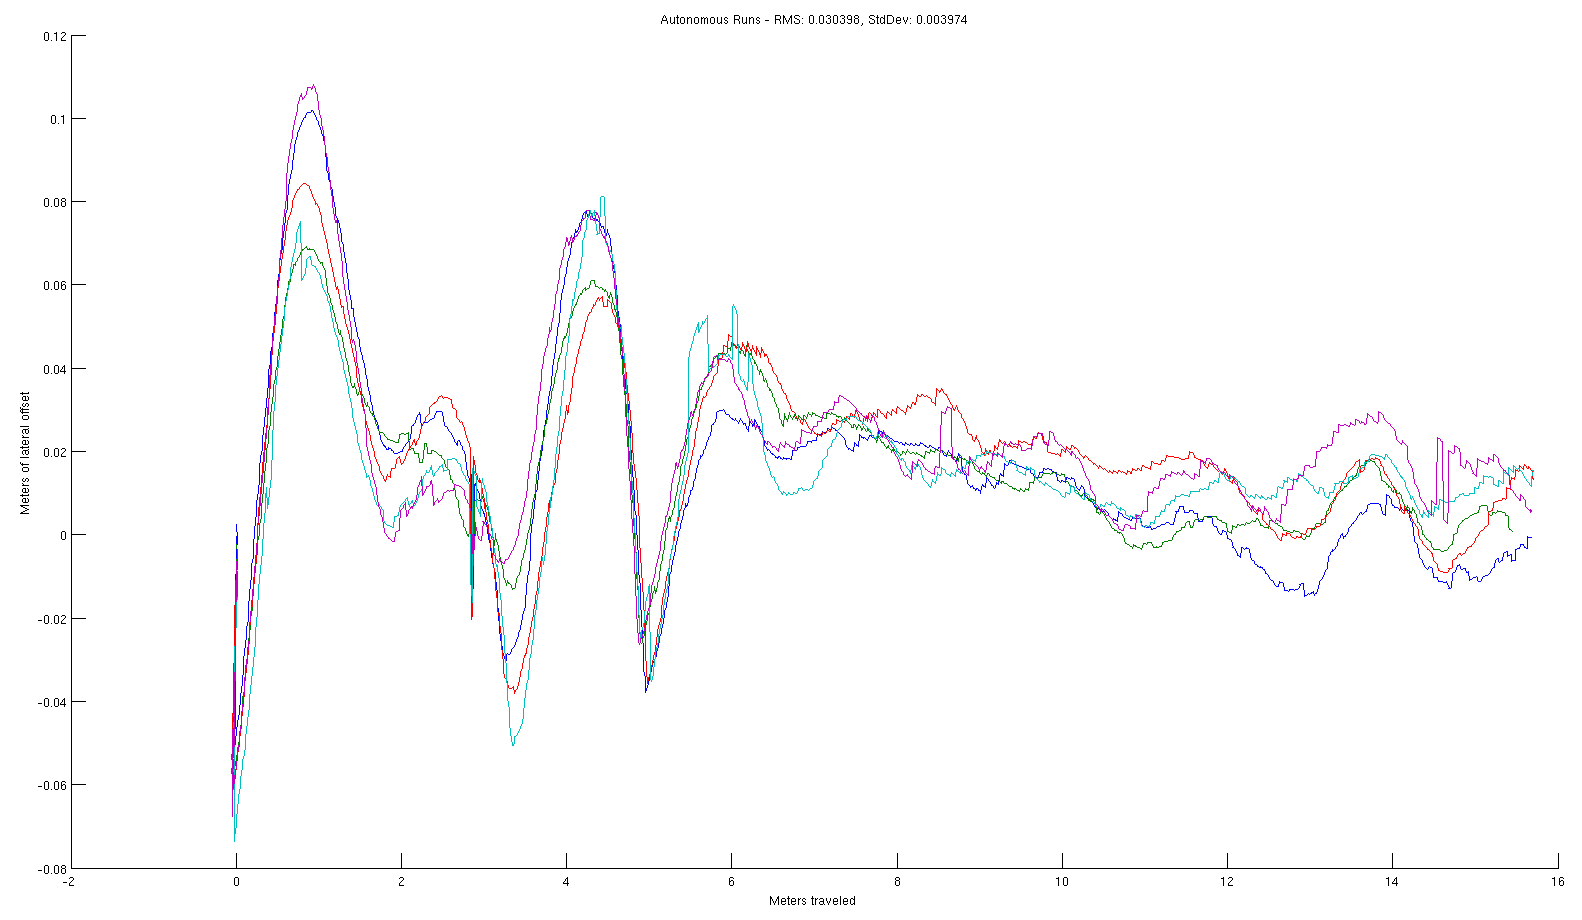 Autonomous Runs - RMS: 0.030398, StdDev: 0.003974
0.12
0.1
0.08
0.06
0.04
0.02
0
-0.02
-0.04
-0.06
-0.08
Meters of lateral offset
-2 0 2 4 6 8 10 12 14 16
Meters traveled